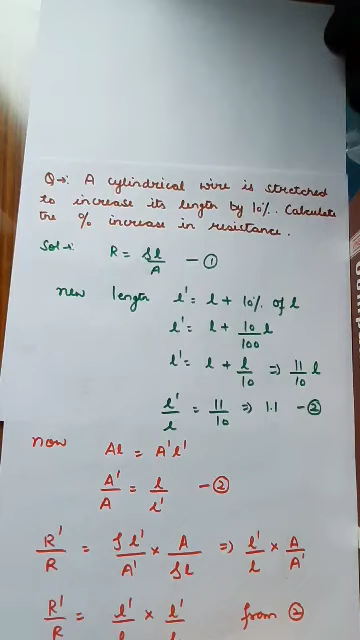 Q→: A cylindrical wire is stretched
to increase its length by 10%. Calculate
the % increase in resistance.
Sol→: R = ρl/A — ①
new length l' = l + 10% of l
l' = l + 10/100 l
l' = l + l/10 ⇒ 11/10 l
l'/l = 11/10 ⇒ 1.1 — ②
now Al = A'l'
A'/A = l/l' — ②
R'/R = ρl'/A' × A/ρl ⇒ l'/l × A/A'
R'/R = l'/l × l'/l from ②